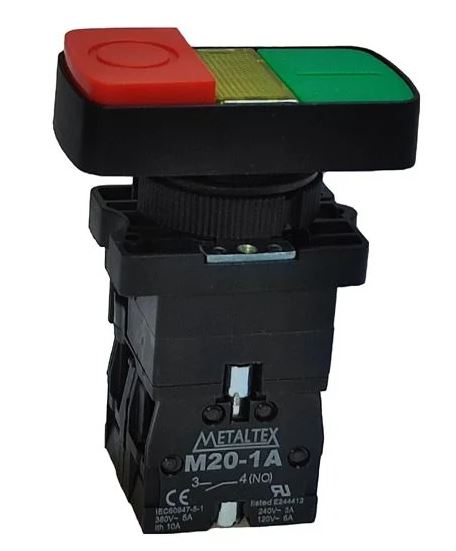 METALTEX
M20-1A
3 4 (NO)
CE listed E244412
IEC60947-5-1 240V~ 3A
380V~ 5A 120V~ 6A
Ith 10A